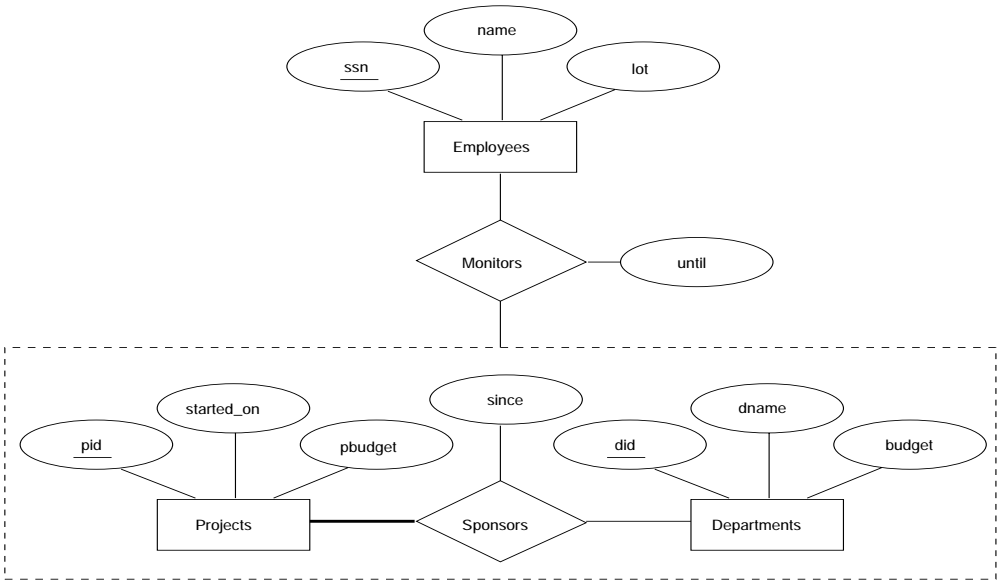 name
ssn
lot
Employees
Monitors
until
since
started_on
dname
pid
pbudget
did
budget
Projects
Sponsors
Departments